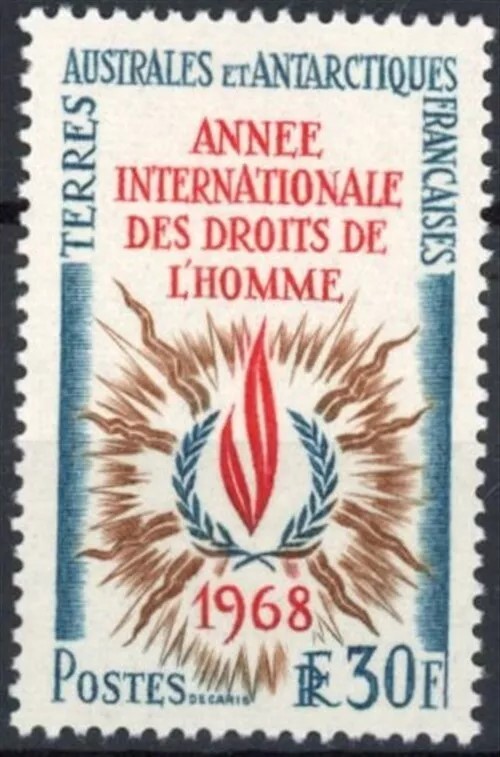 TERRES
AUSTRALES ET ANTARCTIQUES
FRANÇAISES
ANNEE
INTERNATIONALE
DES DROITS DE
L'HOMME
1968
POSTES DECARIS RF 30F